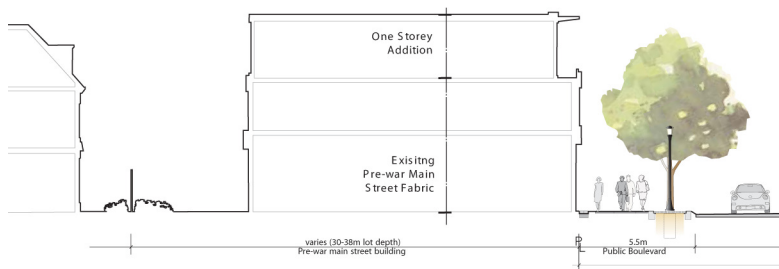 One Storey
Addition
Exisitng
Pre-war Main
Street Fabric
varies (30-38m lot depth)
Pre-war main street building
PL
5.5m
Public Boulevard